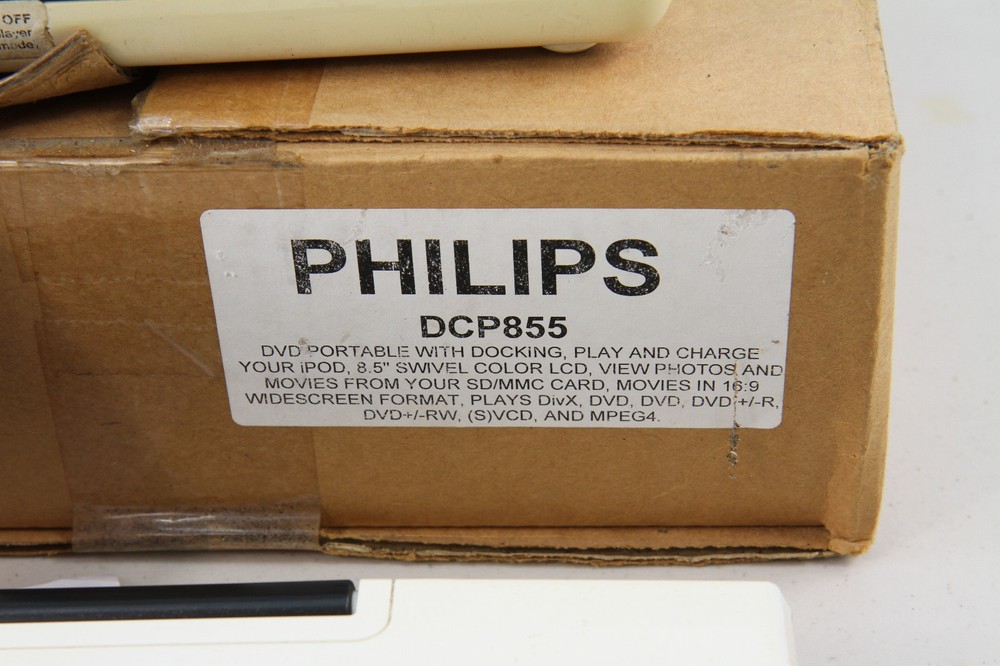 OFF
player
mode.
PHILIPS
DCP855
DVD PORTABLE WITH DOCKING, PLAY AND CHARGE
YOUR iPOD, 8.5" SWIVEL COLOR LCD, VIEW PHOTOS AND
MOVIES FROM YOUR SD/MMC CARD, MOVIES IN 16:9
WIDESCREEN FORMAT, PLAYS DivX, DVD, DVD, DVD+/-R,
DVD+/-RW, (S)VCD, AND MPEG4.